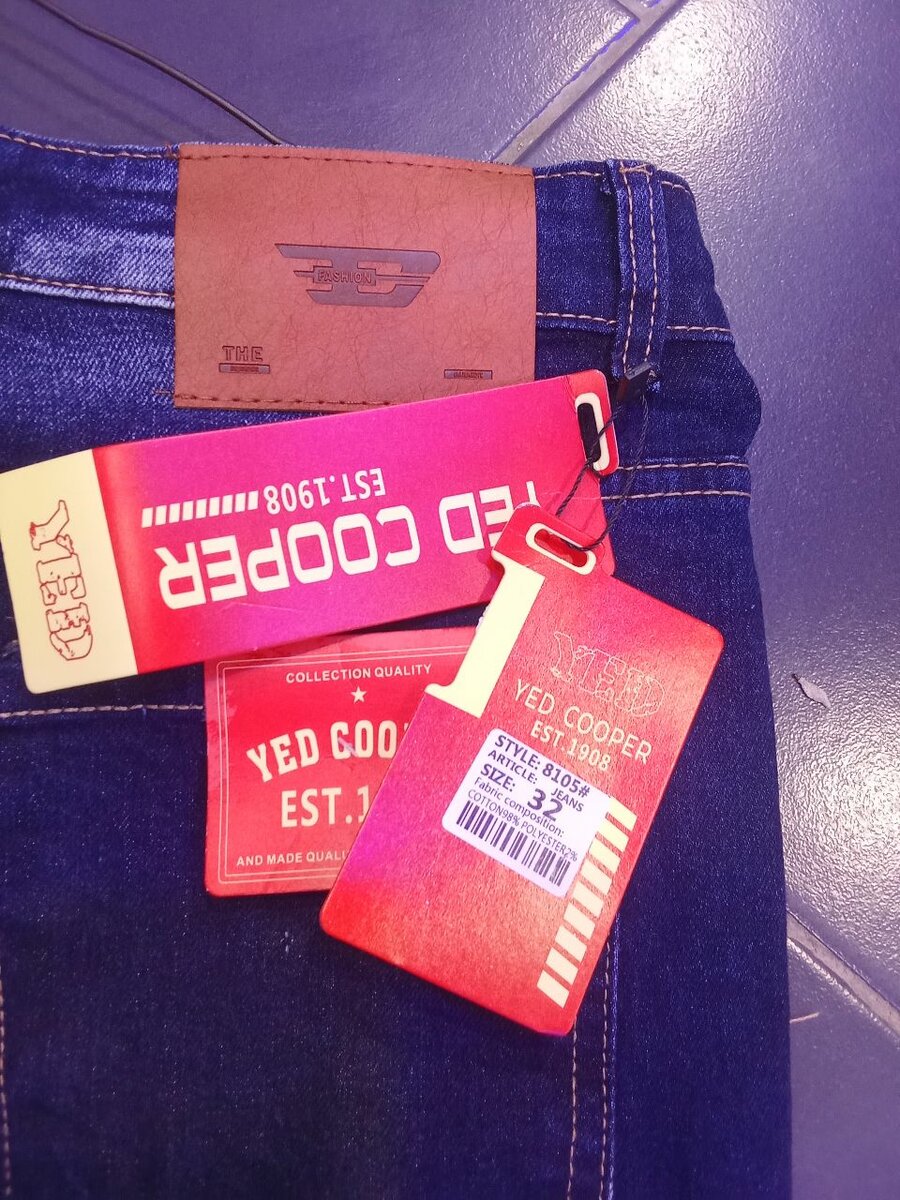 FASHION
THE
YED COOPER
EST.1908
YED
COLLECTION QUALITY
YED COO
EST.1
AND MADE QUALI
YED
YED COOPER
EST.1908
STYLE: 8105#
ARTICLE: JEANS
SIZE: 32
Fabric composition:
COTTON98% POLYESTER2%